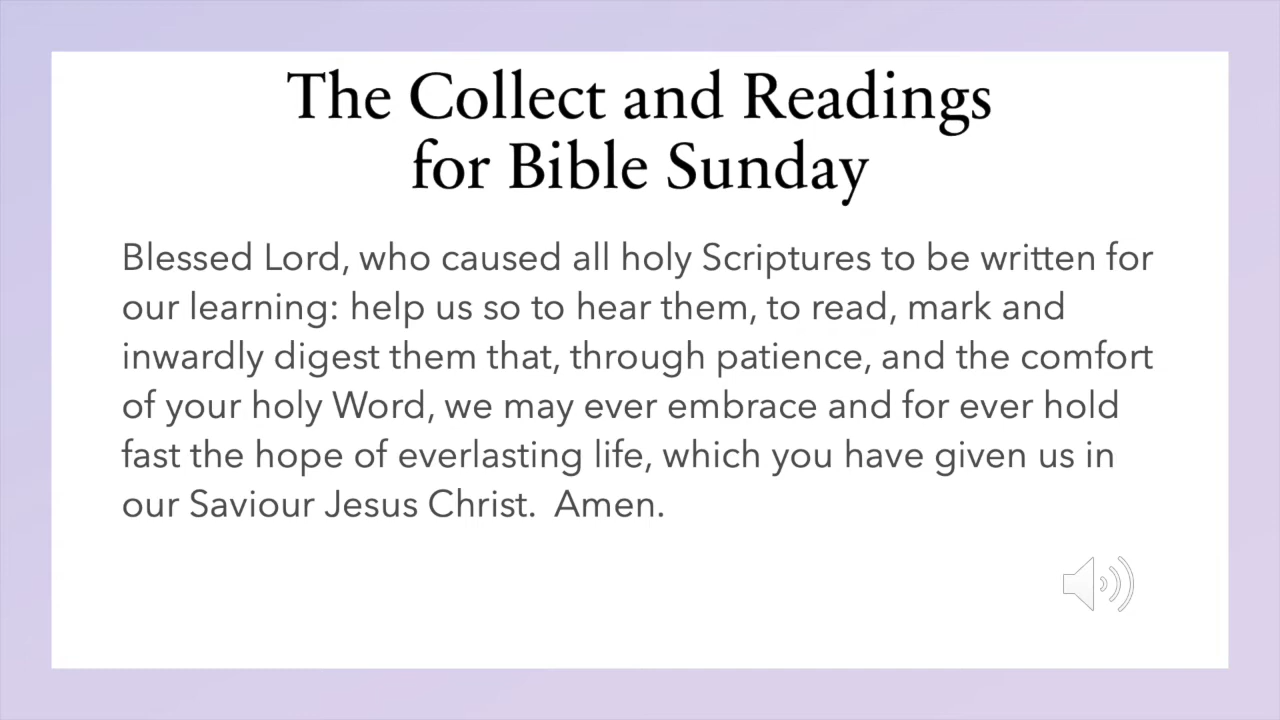 The Collect and Readings
for Bible Sunday
Blessed Lord, who caused all holy Scriptures to be written for
our learning: help us so to hear them, to read, mark and
inwardly digest them that, through patience, and the comfort
of your holy Word, we may ever embrace and for ever hold
fast the hope of everlasting life, which you have given us in
our Saviour Jesus Christ.  Amen.